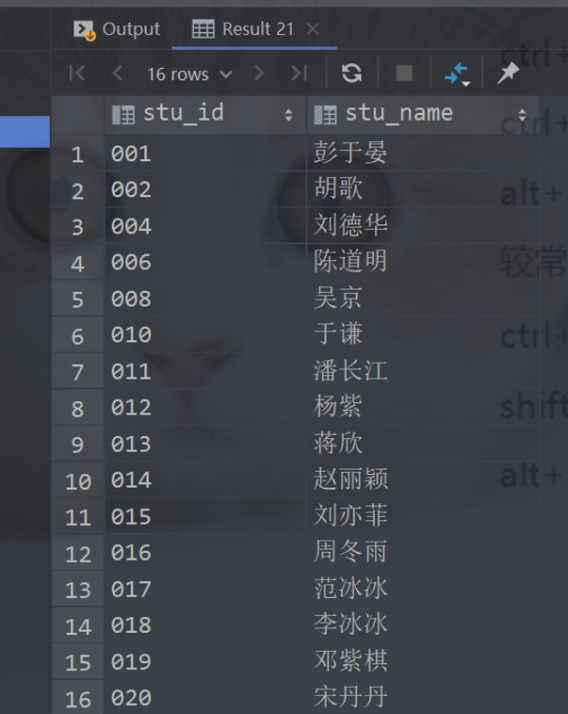 Output Result 21
16 rows
stu_id stu_name
1 001 彭于晏
2 002 胡歌
3 004 刘德华
4 006 陈道明
5 008 吴京
6 010 于谦
7 011 潘长江
8 012 杨紫
9 013 蒋欣
10 014 赵丽颖
11 015 刘亦菲
12 016 周冬雨
13 017 范冰冰
14 018 李冰冰
15 019 邓紫棋
16 020 宋丹丹
ctrl+
ctrl+
alt+
较常
ctrl+
shift
alt+